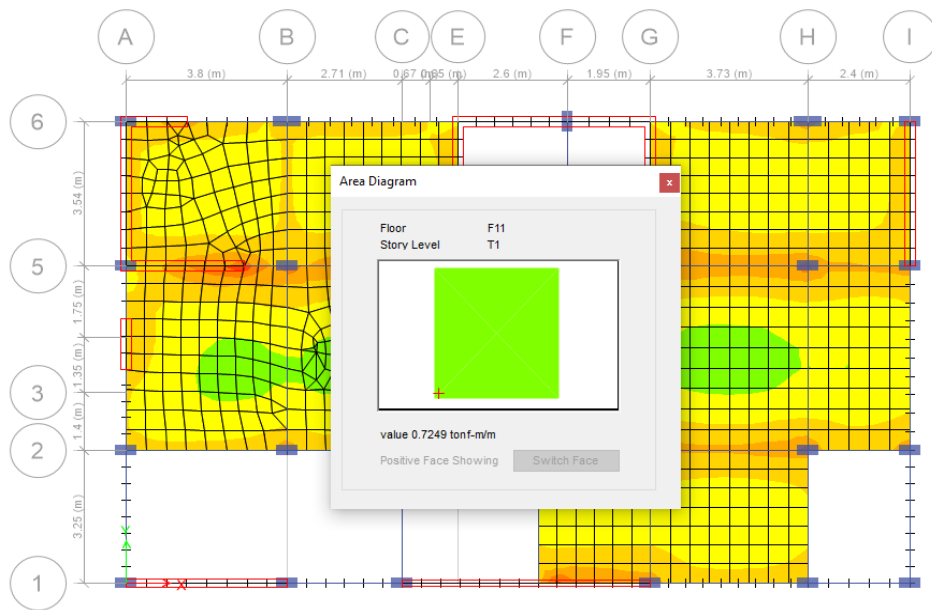 A B C E F G H I
3.8 (m) 2.71 (m) 0.67 (m) 2.6 (m) 1.95 (m) 3.73 (m) 2.4 (m)
6
3.54 (m)
Area Diagram x
Floor F11
Story Level T1
5
1.75 (m)
1.35 (m)
3
1.4 (m)
value 0.7249 tonf-m/m
2
Positive Face Showing Switch Face
3.25 (m)
Y
X
1